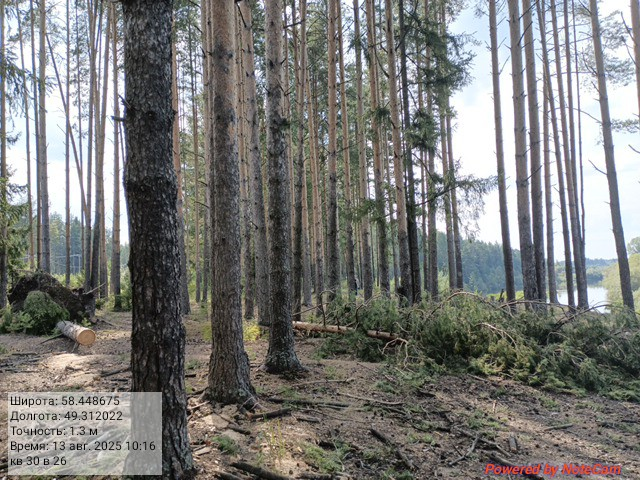 Широта: 58.448675
Долгота: 49.312022
Точность: 1.3 м
Время: 13 авг. 2025 10:16
кв 30 в 26
Powered by NoteCam